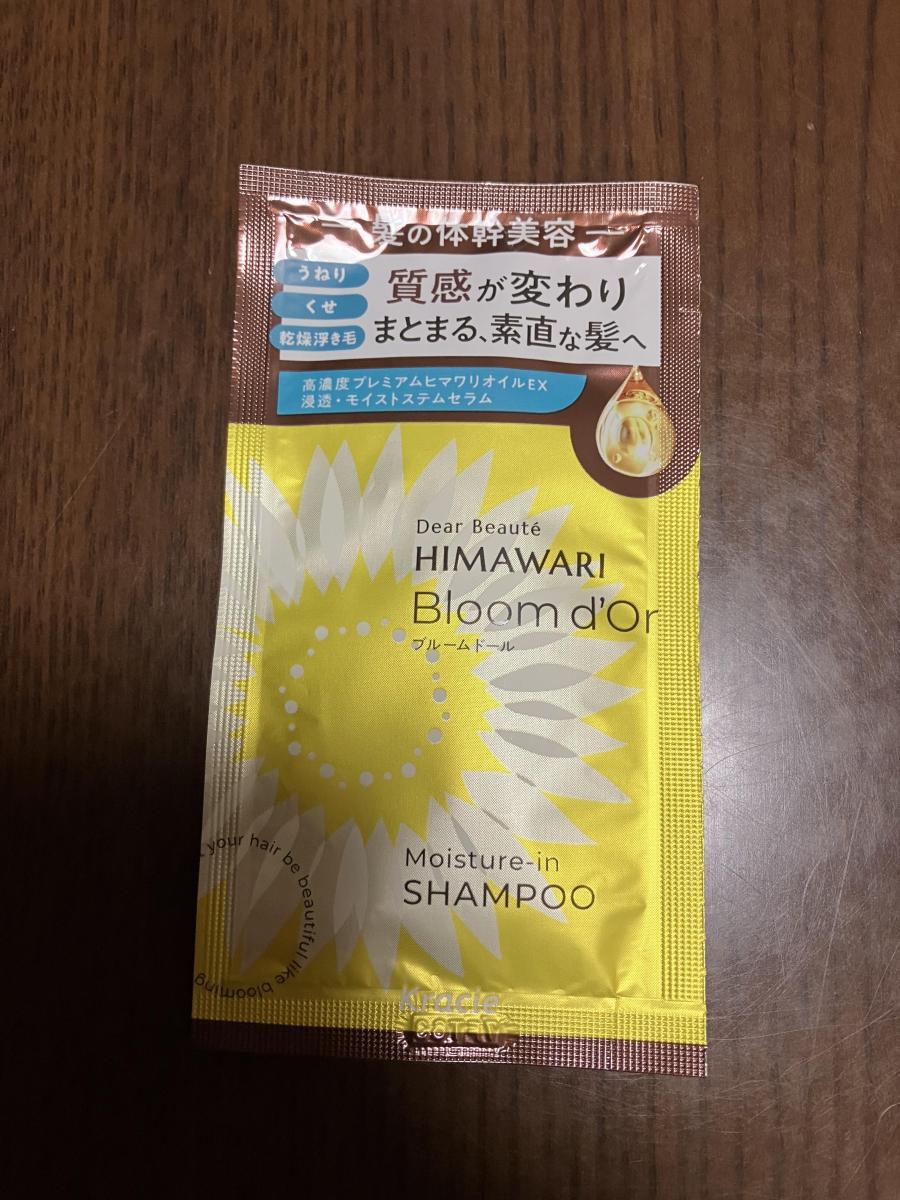 髪の体幹美容
うねり
くせ
乾燥浮き毛
質感が変わり
まとまる、素直な髪へ
高濃度プレミアムヒマワリオイルEX
浸透・モイストステムセラム
Dear Beauté
HIMAWARI
Bloom d'Or
ブルームドール
Moisture-in
SHAMPOO
your hair be beautiful like blooming
Kracie